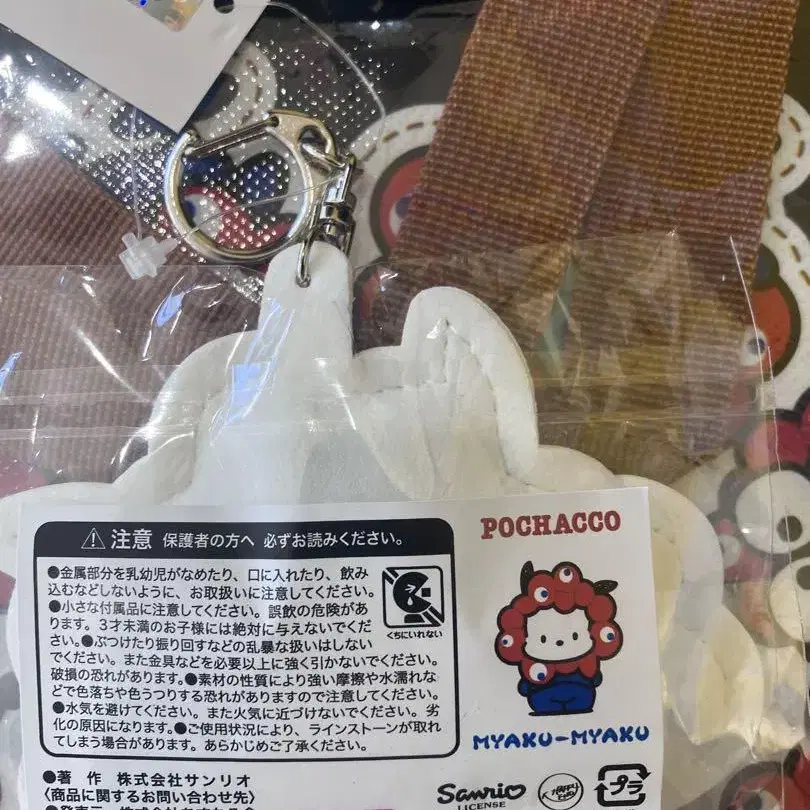 注意 保護者の方へ 必ずお読みください。
●金属部分を乳幼児がなめたり、口に入れたり、飲み
込むなどしないように、お取扱いに注意してください。
●小さな付属品に注意してください。誤飲の危険があ
ります。3才未満のお子様には絶対に与えないでくだ
さい。●ぶつけたり振り回すなどの乱暴な扱いはしない
でください。また金具などを必要以上に強く引かないでください。
破損の恐れがあります。●素材の性質により強い摩擦や水濡れな
どで色落ちや色うつりする恐れがありますので注意してください。
●水気を避けてください。また火気に近づけないでください。劣
化の原因になります。●ご使用状況により、ラインストーンが取れ
てしまう場合があります。あらかじめご了承ください。
くちにいれない
POCHACCO
MYAKU-MYAKU
●著 作 株式会社サンリオ
〈商品に関するお問い合わせ先〉
Sanrio
LICENSE
プラ